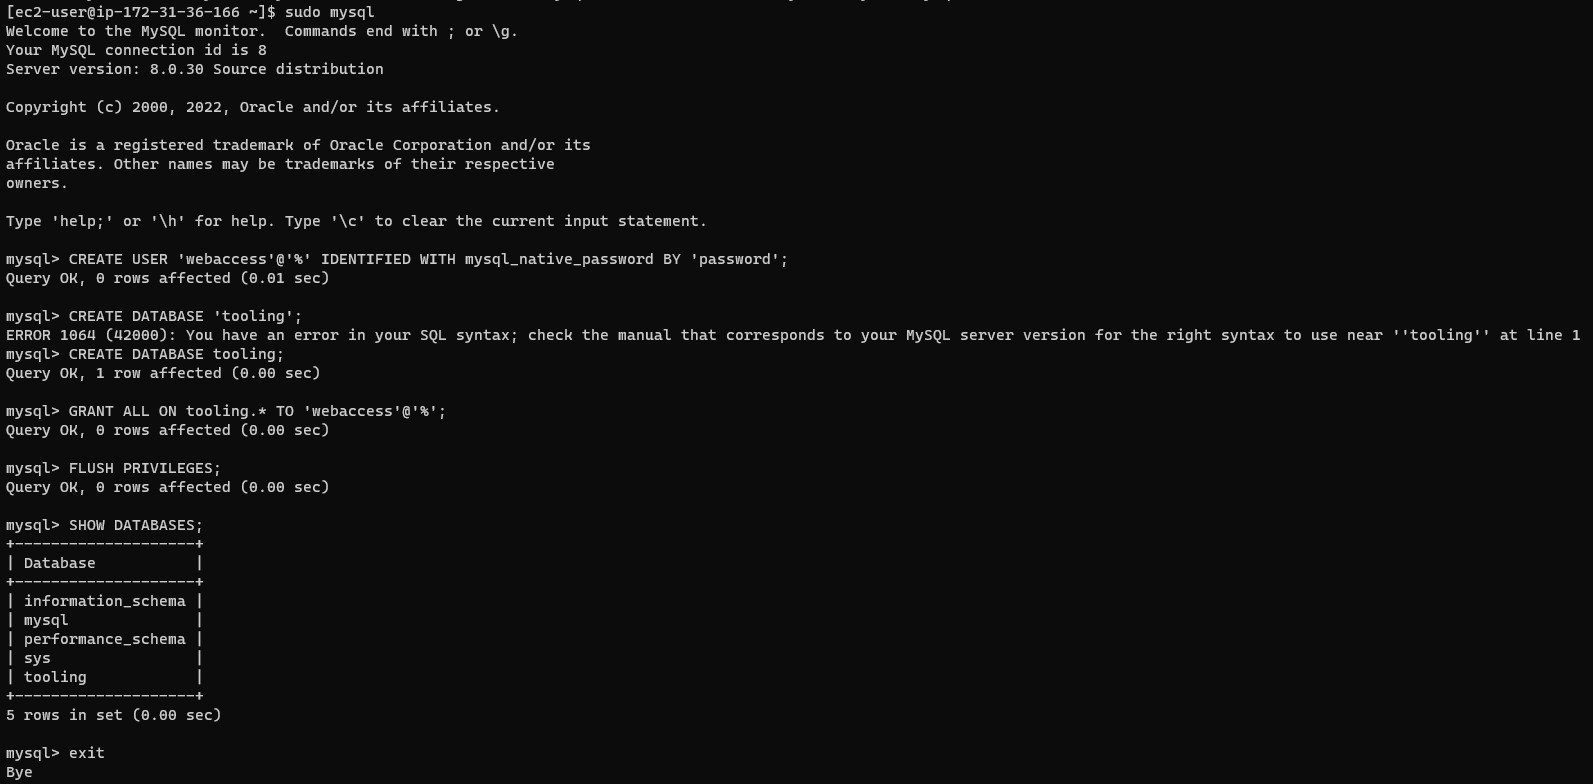 [ec2-user@ip-172-31-36-166 ~]$ sudo mysql
Welcome to the MySQL monitor.  Commands end with ; or \g.
Your MySQL connection id is 8
Server version: 8.0.30 Source distribution
Copyright (c) 2000, 2022, Oracle and/or its affiliates.
Oracle is a registered trademark of Oracle Corporation and/or its
affiliates. Other names may be trademarks of their respective
owners.
Type 'help;' or '\h' for help. Type '\c' to clear the current input statement.
mysql> CREATE USER 'webaccess'@'%' IDENTIFIED WITH mysql_native_password BY 'password';
Query OK, 0 rows affected (0.01 sec)
mysql> CREATE DATABASE 'tooling';
ERROR 1064 (42000): You have an error in your SQL syntax; check the manual that corresponds to your MySQL server version for the right syntax to use near ''tooling'' at line 1
mysql> CREATE DATABASE tooling;
Query OK, 1 row affected (0.00 sec)
mysql> GRANT ALL ON tooling.* TO 'webaccess'@'%';
Query OK, 0 rows affected (0.00 sec)
mysql> FLUSH PRIVILEGES;
Query OK, 0 rows affected (0.00 sec)
mysql> SHOW DATABASES;
+--------------------+
| Database           |
+--------------------+
| information_schema |
| mysql              |
| performance_schema |
| sys                |
| tooling            |
+--------------------+
5 rows in set (0.00 sec)
mysql> exit
Bye